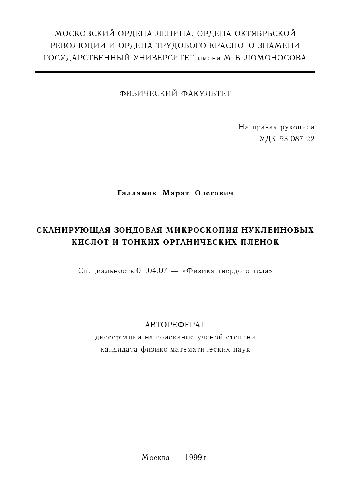 МОСКОВСКИЙ ОРДЕНА ЛЕНИНА, ОРДЕНА ОКТЯБРЬСКОЙ
РЕВОЛЮЦИИ И ОРДЕНА ТРУДОВОГО КРАСНОГО ЗНАМЕНИ
ГОСУДАРСТВЕННЫЙ УНИВЕРСИТЕТ имени М.В.ЛОМОНОСОВА
ФИЗИЧЕСКИЙ ФАКУЛЬТЕТ
На правах рукописи
УДК
Галлямов Марат Олегович
СКАНИРУЮЩАЯ ЗОНДОВАЯ МИКРОСКОПИЯ НУКЛЕИНОВЫХ
КИСЛОТ И ТОНКИХ ОРГАНИЧЕСКИХ ПЛЕНОК
Специальность 01.04.07 — «Физика твердого тела»
АВТОРЕФЕРАТ
диссертации на соискание ученой степени
кандидата физико-математических наук
Москва — 1999 г.